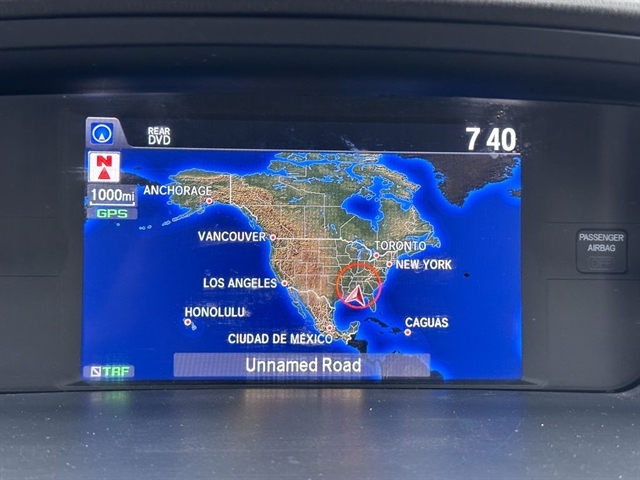 REAR
DVD
7 40
N
1000mi
GPS
ANCHORAGE
VANCOUVER
TORONTO
NEW YORK
LOS ANGELES
HONOLULU
CIUDAD DE MÉXICO
CAGUAS
Unnamed Road
TRF
PASSENGER
AIRBAG